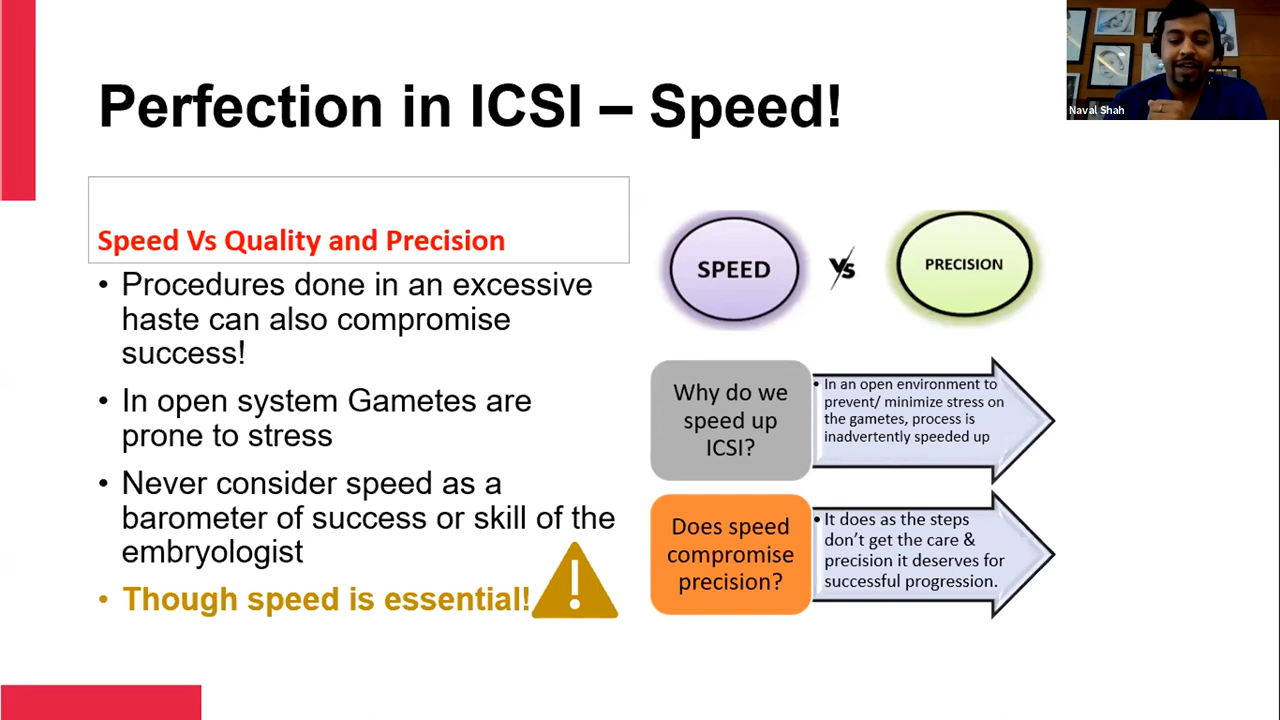 Perfection in ICSI – Speed!
Naval Shah
Speed Vs Quality and Precision
• Procedures done in an excessive
haste can also compromise
success!
• In open system Gametes are
prone to stress
• Never consider speed as a
barometer of success or skill of the
embryologist
• Though speed is essential!
SPEED
VS
PRECISION
Why do we
speed up
ICSI?
• In an open environment to
prevent/ minimize stress on
the gametes, process is
inadvertently speeded up
Does speed
compromise
precision?
• It does as the steps
don’t get the care &
precision it deserves for
successful progression.